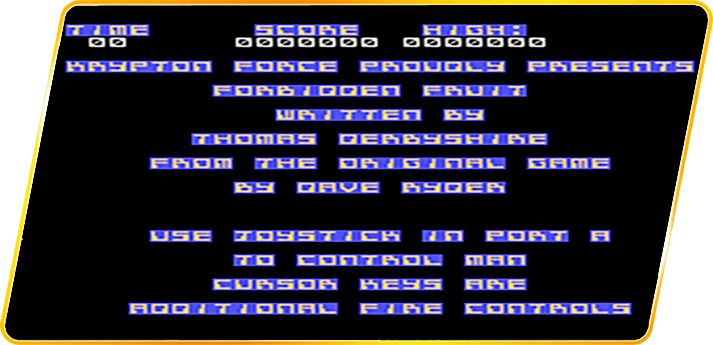 TIME SCORE HIGH:
00 0000000 0000000
KRYPTON FORCE PROUDLY PRESENTS
FORBIDDEN FRUIT
WRITTEN BY
THOMAS DERBYSHIRE
FROM THE ORIGINAL GAME
BY DAVE RYDER
USE JOYSTICK IN PORT A
TO CONTROL MAN
CURSOR KEYS ARE
ADDITIONAL FIRE CONTROLS